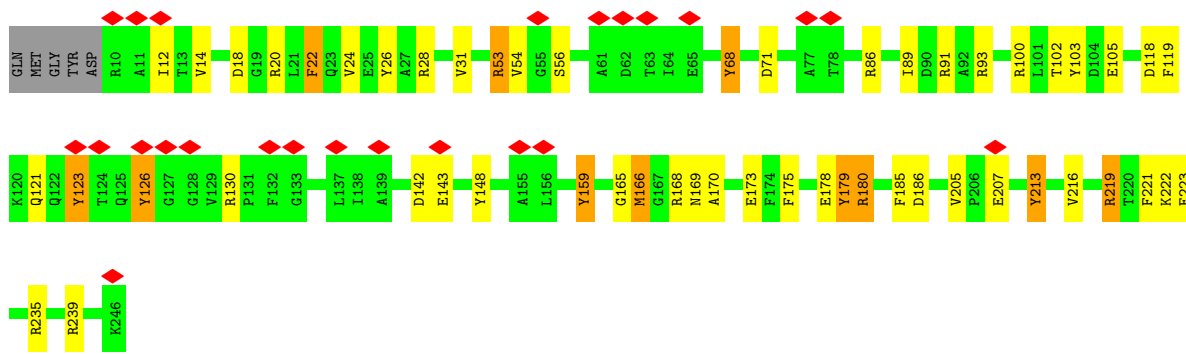 GLN MET GLY TYR ASP R10 A11 I12 T13 V14 D18 G19 R20 L21 F22 Q23 V24 E25 Y26 A27 R28 V31 R53 V54 G55 S56 A61 D62 T63 I64 E65 Y68 D71 A77 T78 R86 I89 D90 R91 A92 R93 R100 L101 T102 Y103 D104 E105 D118 F119
K120 Q121 Q122 Y123 T124 Q125 Y126 G127 G128 V129 R130 P131 F132 G133 L137 I138 A139 D142 E143 Y148 A155 L156 Y159 G165 M166 G167 R168 N169 A170 E173 F174 F175 E178 Y179 R180 F185 D186 V205 P206 E207 Y213 V216 R219 T220 F221 K222
R235 R239 K246